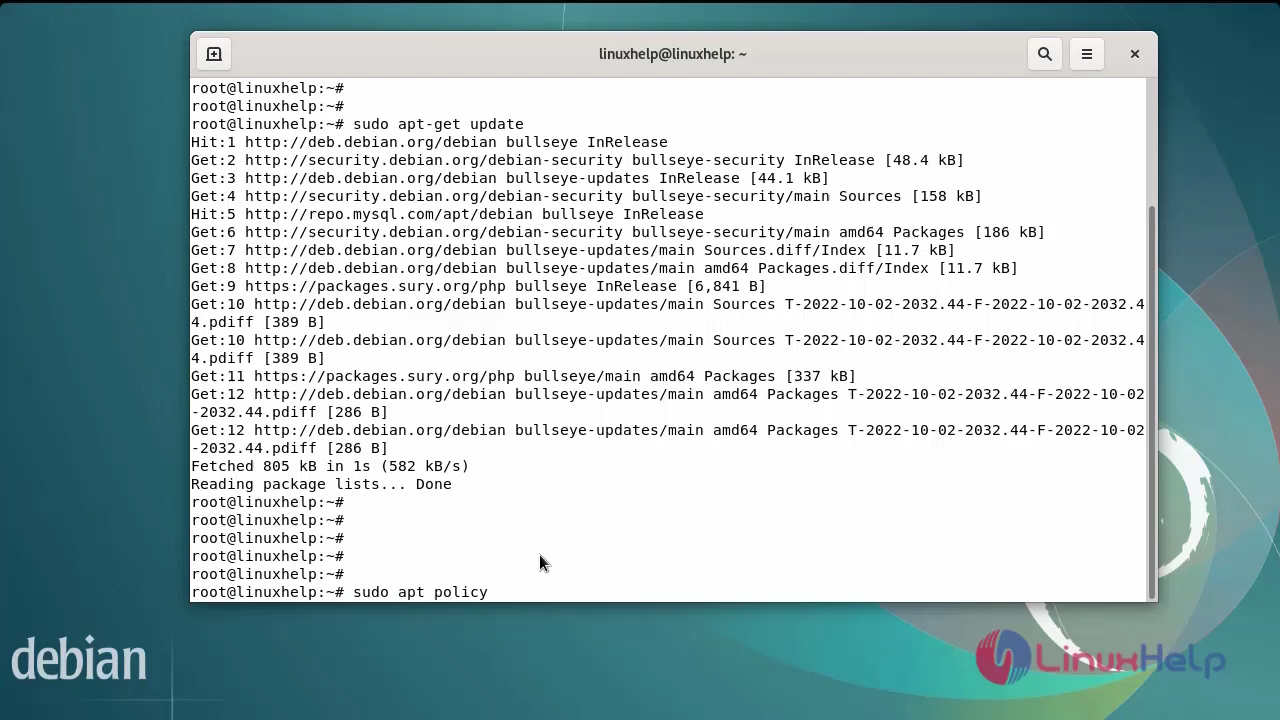 linuxhelp@linuxhelp: ~
root@linuxhelp:~#
root@linuxhelp:~#
root@linuxhelp:~# sudo apt-get update
Hit:1 http://deb.debian.org/debian bullseye InRelease
Get:2 http://security.debian.org/debian-security bullseye-security InRelease [48.4 kB]
Get:3 http://deb.debian.org/debian bullseye-updates InRelease [44.1 kB]
Get:4 http://security.debian.org/debian-security bullseye-security/main Sources [158 kB]
Hit:5 http://repo.mysql.com/apt/debian bullseye InRelease
Get:6 http://security.debian.org/debian-security bullseye-security/main amd64 Packages [186 kB]
Get:7 http://deb.debian.org/debian bullseye-updates/main Sources.diff/Index [11.7 kB]
Get:8 http://deb.debian.org/debian bullseye-updates/main amd64 Packages.diff/Index [11.7 kB]
Get:9 https://packages.sury.org/php bullseye InRelease [6,841 B]
Get:10 http://deb.debian.org/debian bullseye-updates/main Sources T-2022-10-02-2032.44-F-2022-10-02-2032.4
4.pdiff [389 B]
Get:10 http://deb.debian.org/debian bullseye-updates/main Sources T-2022-10-02-2032.44-F-2022-10-02-2032.4
4.pdiff [389 B]
Get:11 https://packages.sury.org/php bullseye/main amd64 Packages [337 kB]
Get:12 http://deb.debian.org/debian bullseye-updates/main amd64 Packages T-2022-10-02-2032.44-F-2022-10-02
-2032.44.pdiff [286 B]
Get:12 http://deb.debian.org/debian bullseye-updates/main amd64 Packages T-2022-10-02-2032.44-F-2022-10-02
-2032.44.pdiff [286 B]
Fetched 805 kB in 1s (582 kB/s)
Reading package lists... Done
root@linuxhelp:~#
root@linuxhelp:~#
root@linuxhelp:~#
root@linuxhelp:~#
root@linuxhelp:~#
root@linuxhelp:~# sudo apt policy
debian
LinuxHelp